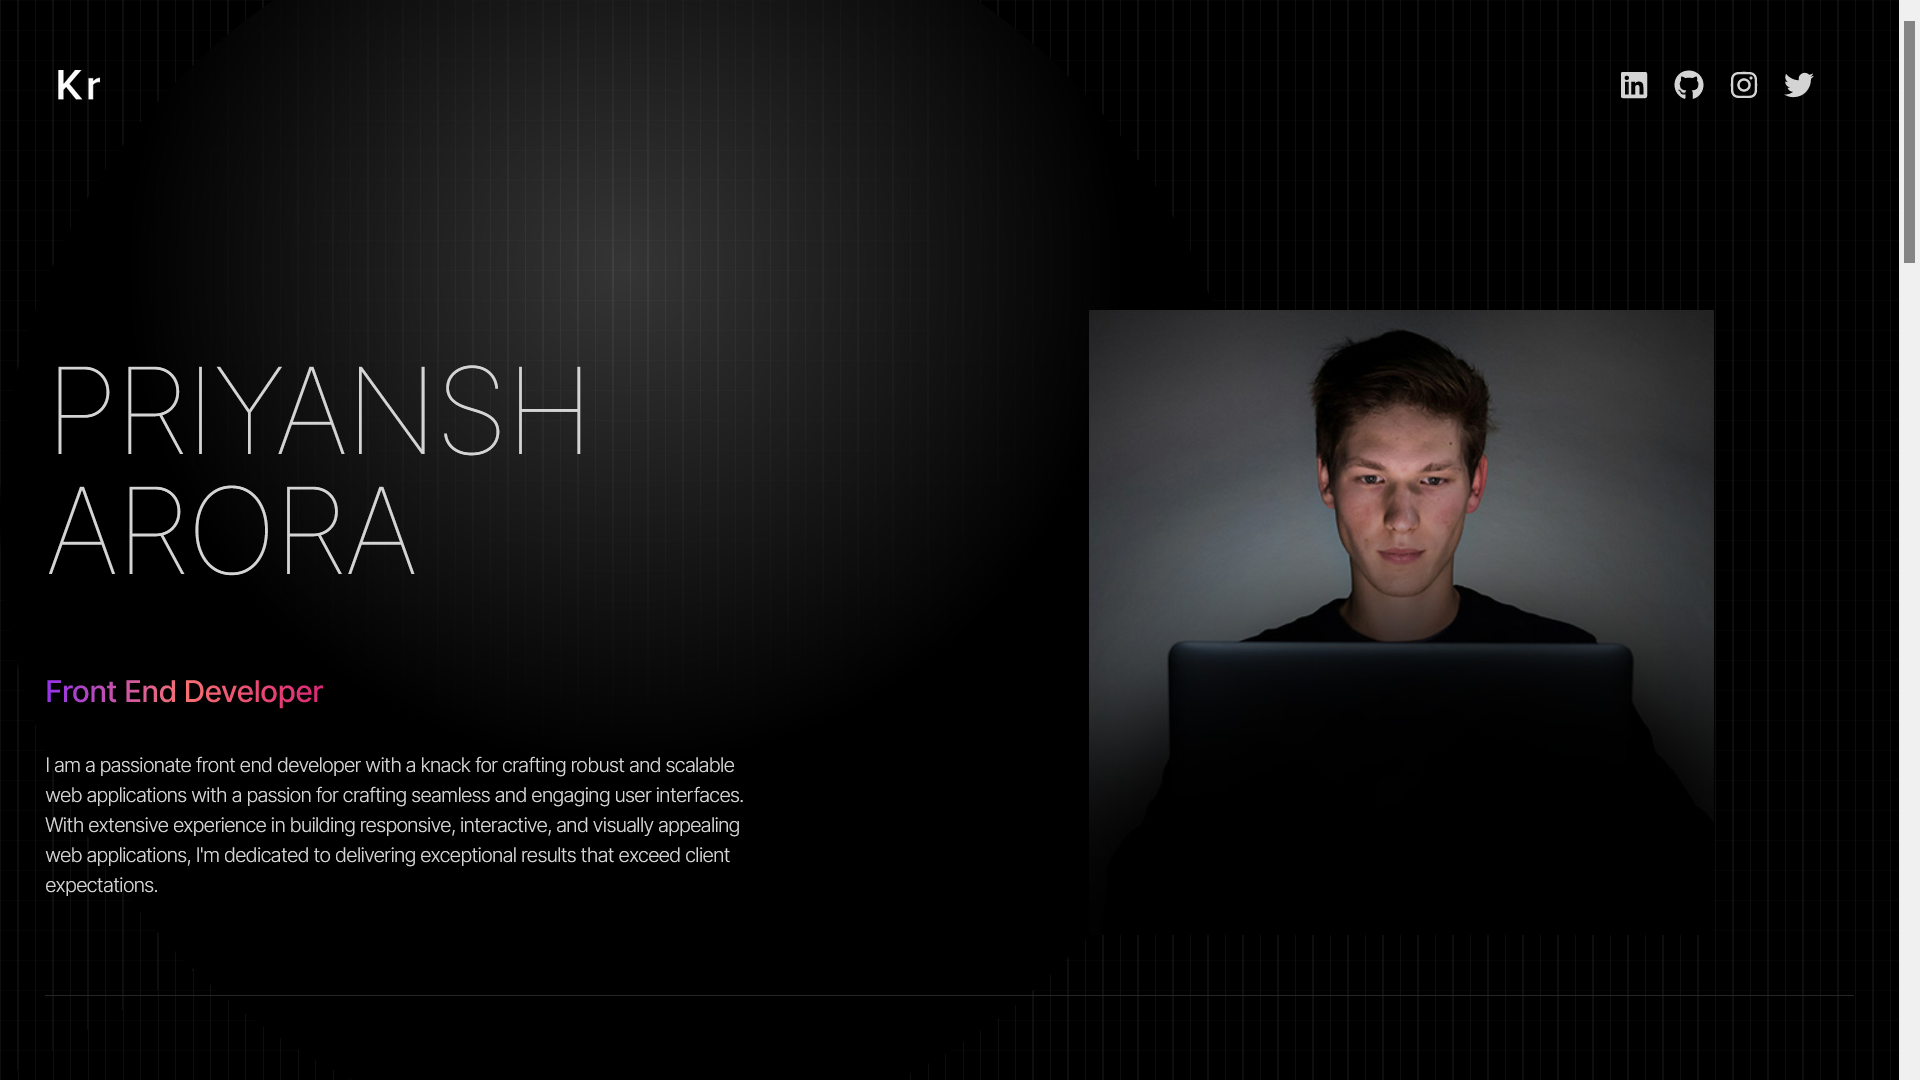 Kr
PRIYANSH
ARORA
Front End Developer
I am a passionate front end developer with a knack for crafting robust and scalable
web applications with a passion for crafting seamless and engaging user interfaces.
With extensive experience in building responsive, interactive, and visually appealing
web applications, I'm dedicated to delivering exceptional results that exceed client
expectations.